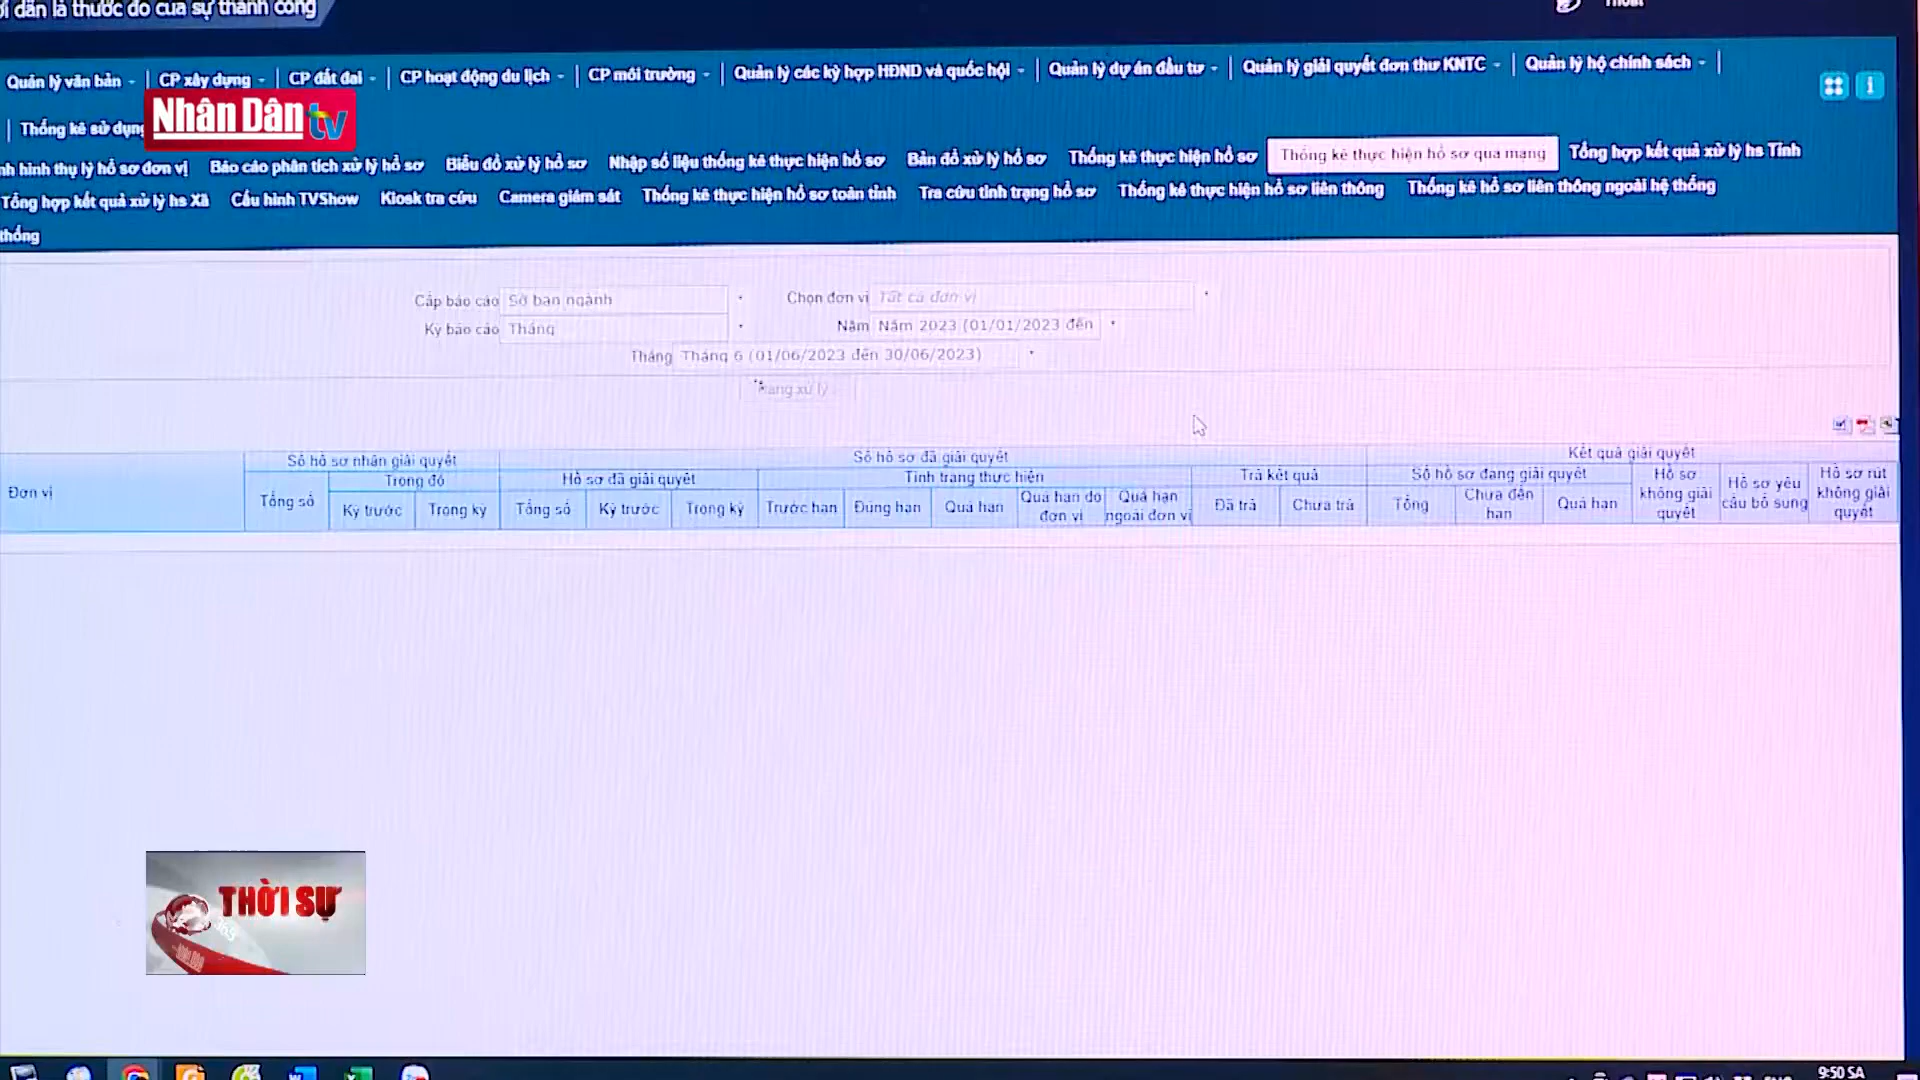 ời dân là thước đo của sự thành công
Thoát
Quản lý văn bản | CP xây dựng | CP đất đai | CP hoạt động du lịch | CP môi trường | Quản lý các kỳ họp HĐND và quốc hội | Quản lý dự án đầu tư | Quản lý giải quyết đơn thư KNTC | Quản lý hộ chính sách |
Nhân Dân tv
| Thống kê sử dụng
nh hình thụ lý hồ sơ đơn vị Báo cáo phân tích xử lý hồ sơ Biểu đồ xử lý hồ sơ Nhập số liệu thống kê thực hiện hồ sơ Bản đồ xử lý hồ sơ Thống kê thực hiện hồ sơ Thống kê thực hiện hồ sơ qua mạng Tổng hợp kết quả xử lý hs Tỉnh
Tổng hợp kết quả xử lý hs Xã Cấu hình TVShow Kiosk tra cứu Camera giám sát Thống kê thực hiện hồ sơ toàn tỉnh Tra cứu tình trạng hồ sơ Thống kê thực hiện hồ sơ liên thông Thống kê hồ sơ liên thông ngoài hệ thống
thống
Cấp báo cáo Sở ban ngành Chọn đơn vị Tất cả đơn vị
Kỳ báo cáo Tháng Năm Năm 2023 (01/01/2023 đến
Tháng Tháng 6 (01/06/2023 đến 30/06/2023)
Đang xử lý
Đơn vị
Số hồ sơ nhận giải quyết
Tổng số
Trong đó
Kỳ trước Trong kỳ
Số hồ sơ đã giải quyết
Hồ sơ đã giải quyết
Tổng số Kỳ trước Trong kỳ
Tình trạng thực hiện
Trước hạn Đúng hạn Quá hạn Quá hạn do đơn vị Quá hạn ngoài đơn vị
Trả kết quả
Đã trả Chưa trả
Kết quả giải quyết
Số hồ sơ đang giải quyết
Tổng Chưa đến hạn Quá hạn
Hồ sơ không giải quyết
Hồ sơ yêu cầu bổ sung
Hồ sơ rút không giải quyết
THỜI SỰ
365
9:50 SA